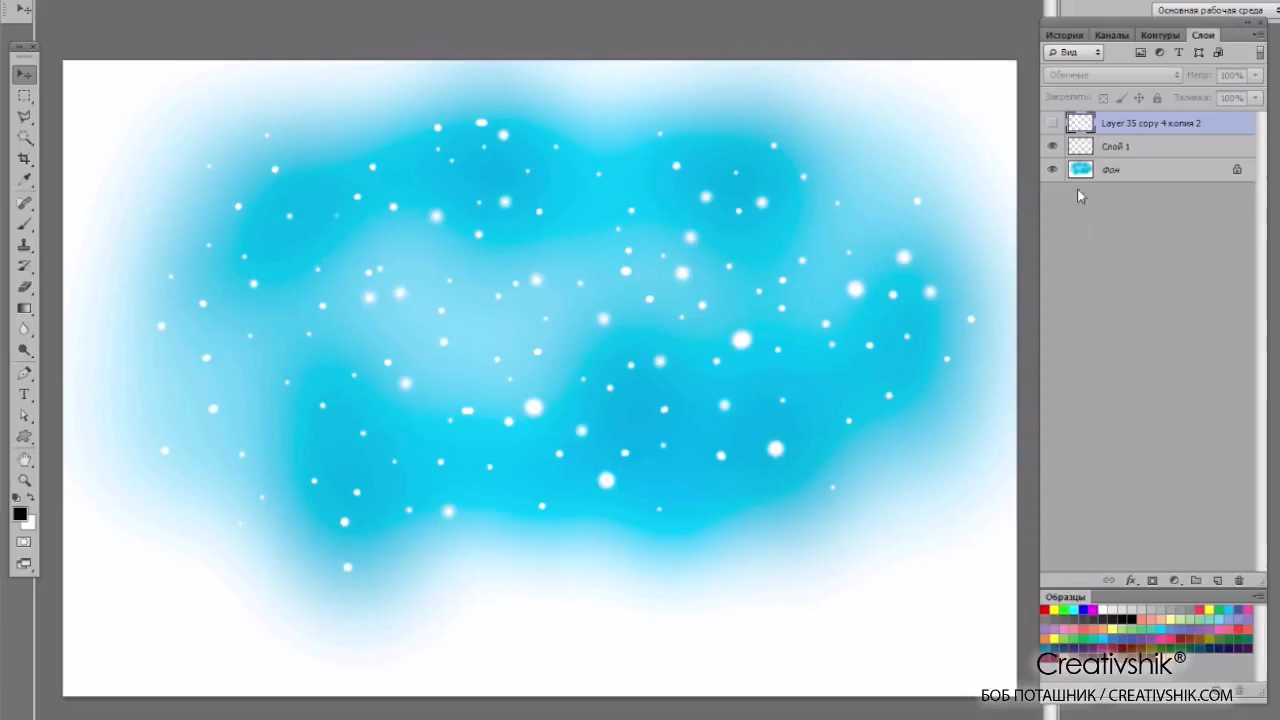 Основная рабочая среда
История Каналы Контуры Слои
Вид
Обычные Непр: 100%
Закрепить: Заливка: 100%
Layer 35 copy 4 копия 2
Слой 1
Фон
T
Образцы
Creativshik®
БОБ ПОТАШНИК / CREATIVSHIK.COM